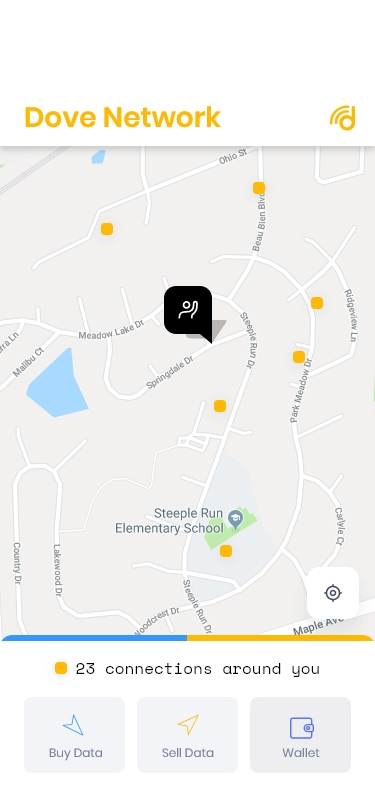 Dove Network
Ohio St
Beau Bien Blvd
Ridgeview Ln
Meadow Lake Dr
Steeple Run Dr
Malibu Ct
Springdale Dr
Park Meadow Dr
Steeple Run
Elementary School
Carlyle Ct
Country Dr
Lakewood Dr
Steeple Run Dr
Woodcrest Dr
Maple Ave
23 connections around you
Buy Data
Sell Data
Wallet